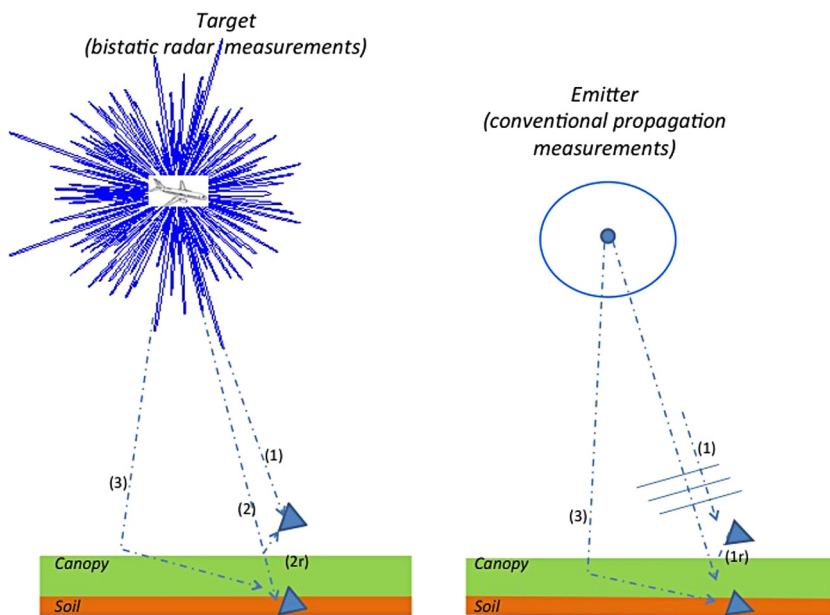 Target
(bistatic radar measurements)
Emitter
(conventional propagation
measurements)
(1)
(3)
(2)
(2r)
Canopy
Soil
(1)
(3)
(1r)
Canopy
Soil